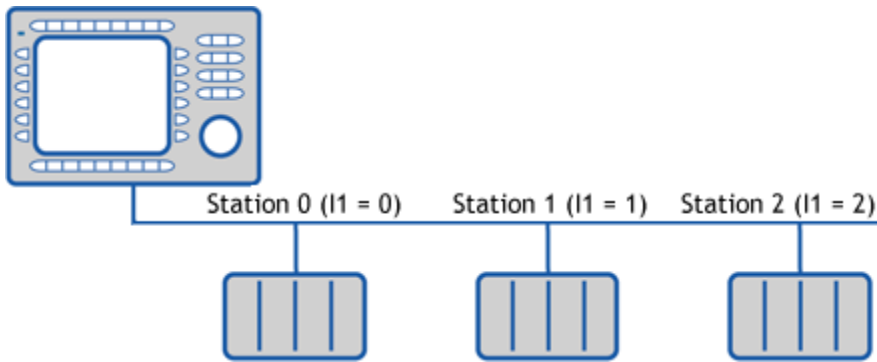 Station 0 (I1 = 0) Station 1 (I1 = 1) Station 2 (I1 = 2)